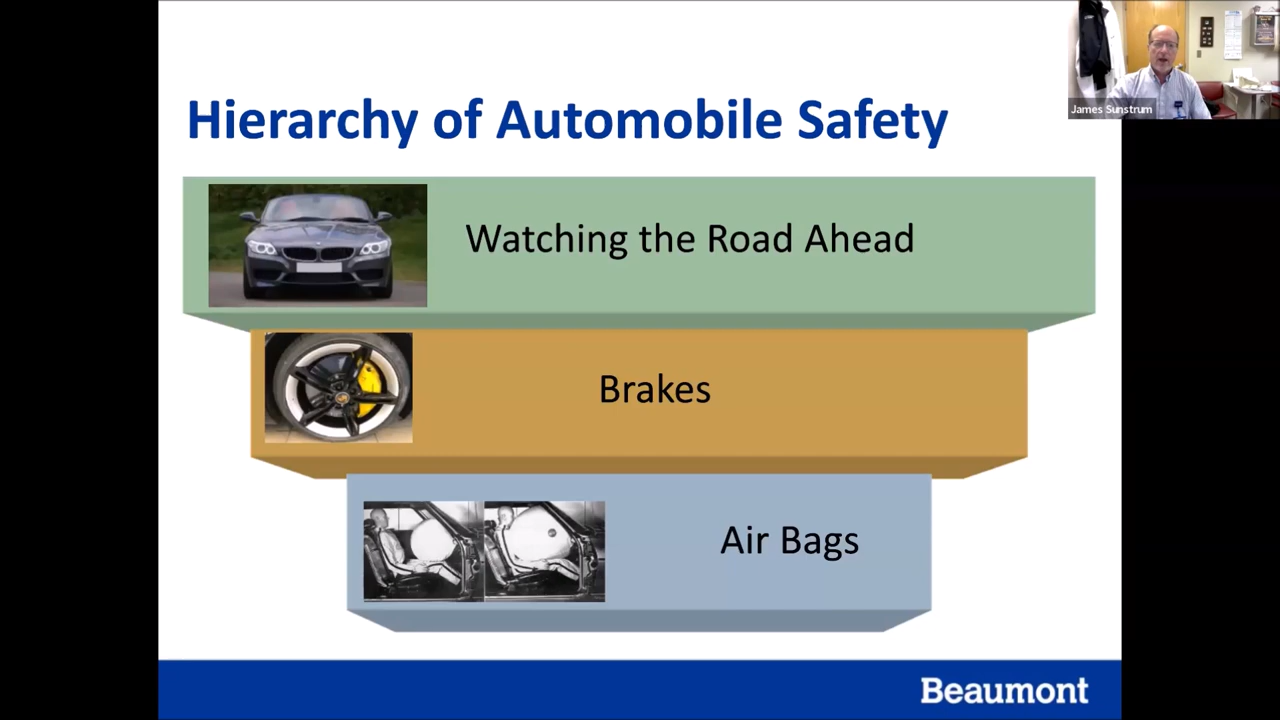 Hierarchy of Automobile Safety
James Sunstrum
Watching the Road Ahead
Brakes
Air Bags
Beaumont